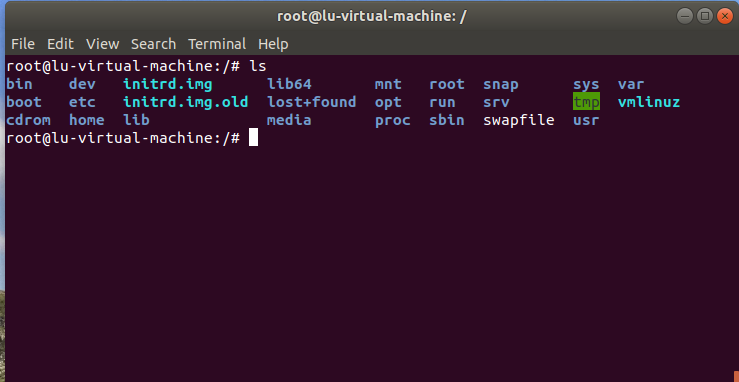 root@lu-virtual-machine: /
File Edit View Search Terminal Help
root@lu-virtual-machine:/# ls
bin dev initrd.img lib64 mnt root snap sys var
boot etc initrd.img.old lost+found opt run srv tmp vmlinuz
cdrom home lib media proc sbin swapfile usr
root@lu-virtual-machine:/#